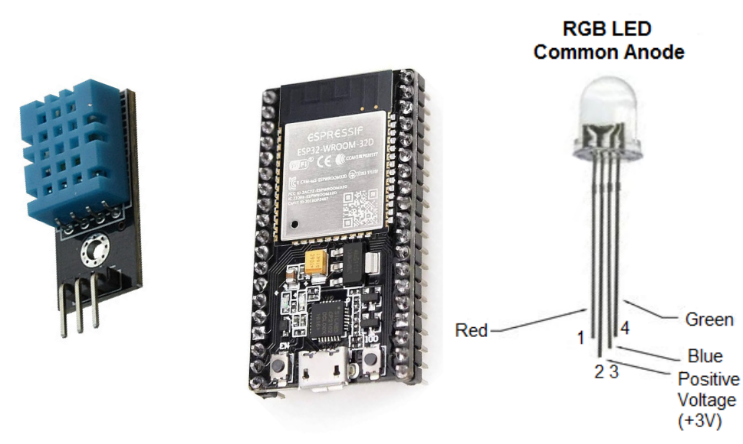 RGB LED
Common Anode
ESPRESSIF
ESP32-WROOM-32D
EN
IO0
Red
1
4
Green
Blue
2 3
Positive
Voltage
(+3V)